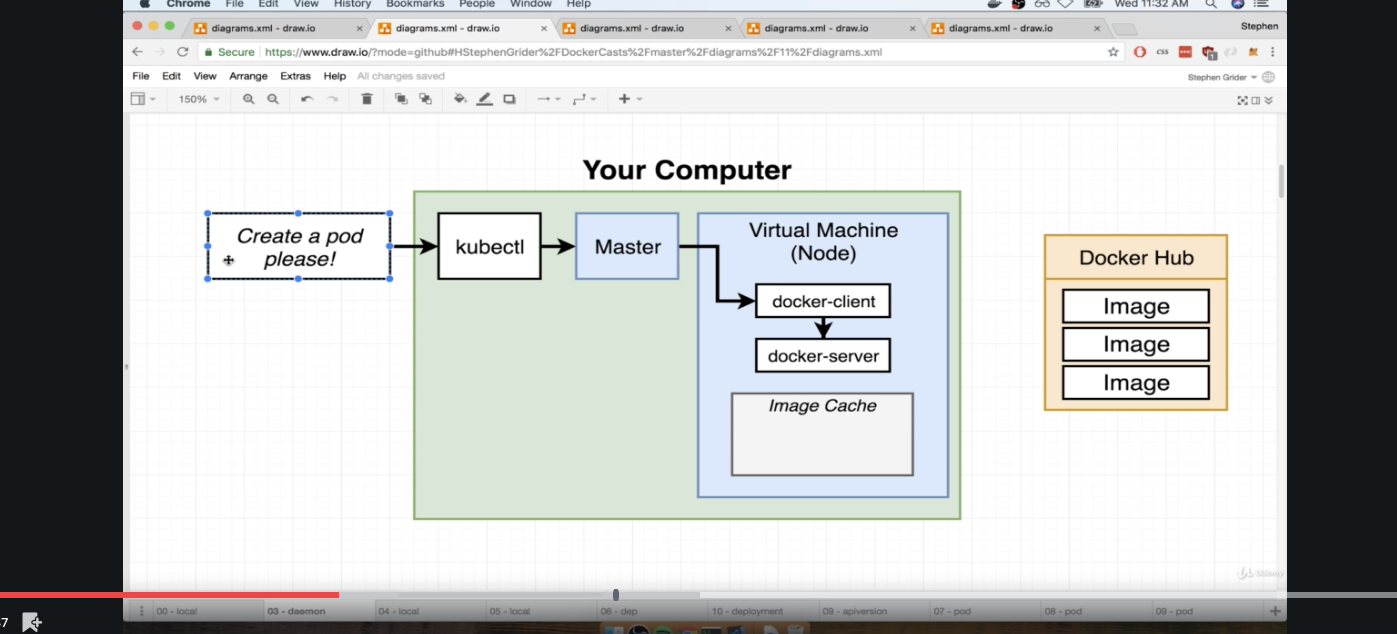 Chrome File Edit View History Bookmarks People Window Help Wed 11:32 AM
diagrams.xml - draw.io diagrams.xml - draw.io diagrams.xml - draw.io diagrams.xml - draw.io diagrams.xml - draw.io Stephen
Secure https://www.draw.io/?mode=github#HStephenGrider%2FDockerCasts%2Fmaster%2Fdiagrams%2F11%2Fdiagrams.xml
File Edit View Arrange Extras Help All changes saved Stephen Grider
150%
Your Computer
Create a pod
please!
kubectl
Master
Virtual Machine
(Node)
docker-client
docker-server
Image Cache
Docker Hub
Image
Image
Image
Udemy
00 - local 03 - daemon 04 - local 05 - local 06 - dep 10 - deployment 09 - apiversion 07 - pod 08 - pod 09 - pod